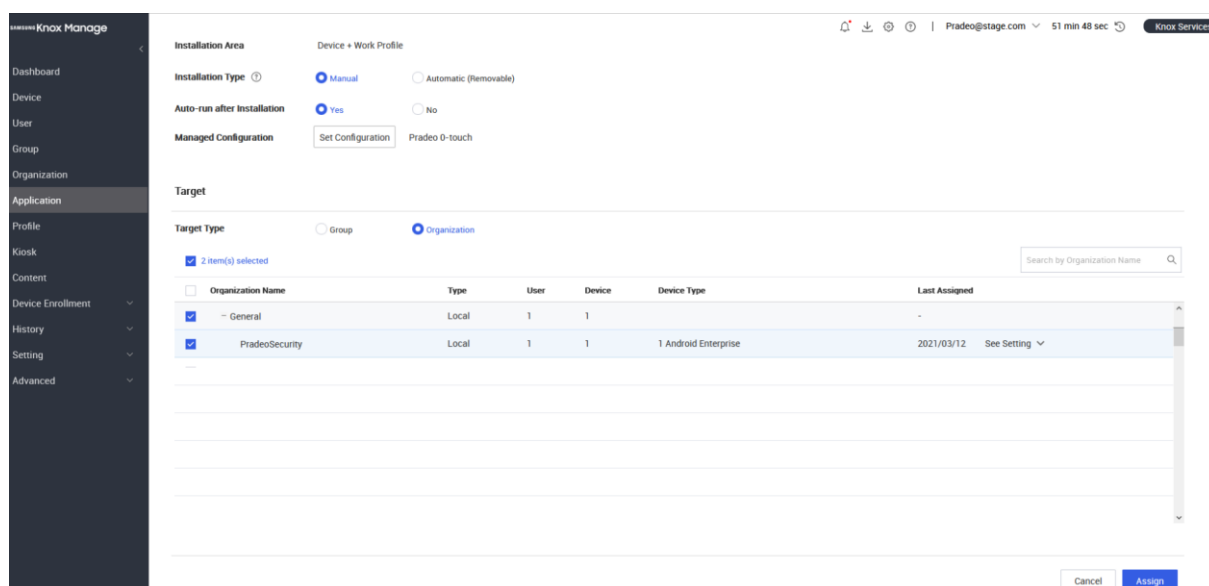 SAMSUNG Knox Manage
Pradeo@stage.com 51 min 48 sec Knox Services
Dashboard
Device
User
Group
Organization
Application
Profile
Kiosk
Content
Device Enrollment
History
Setting
Advanced
Installation Area Device + Work Profile
Installation Type Manual Automatic (Removable)
Auto-run after Installation Yes No
Managed Configuration Set Configuration Pradeo 0-touch
Target
Target Type Group Organization
2 item(s) selected Search by Organization Name
Organization Name Type User Device Device Type Last Assigned
General Local 1 1 -
PradeoSecurity Local 1 1 1 Android Enterprise 2021/03/12 See Setting
Cancel Assign